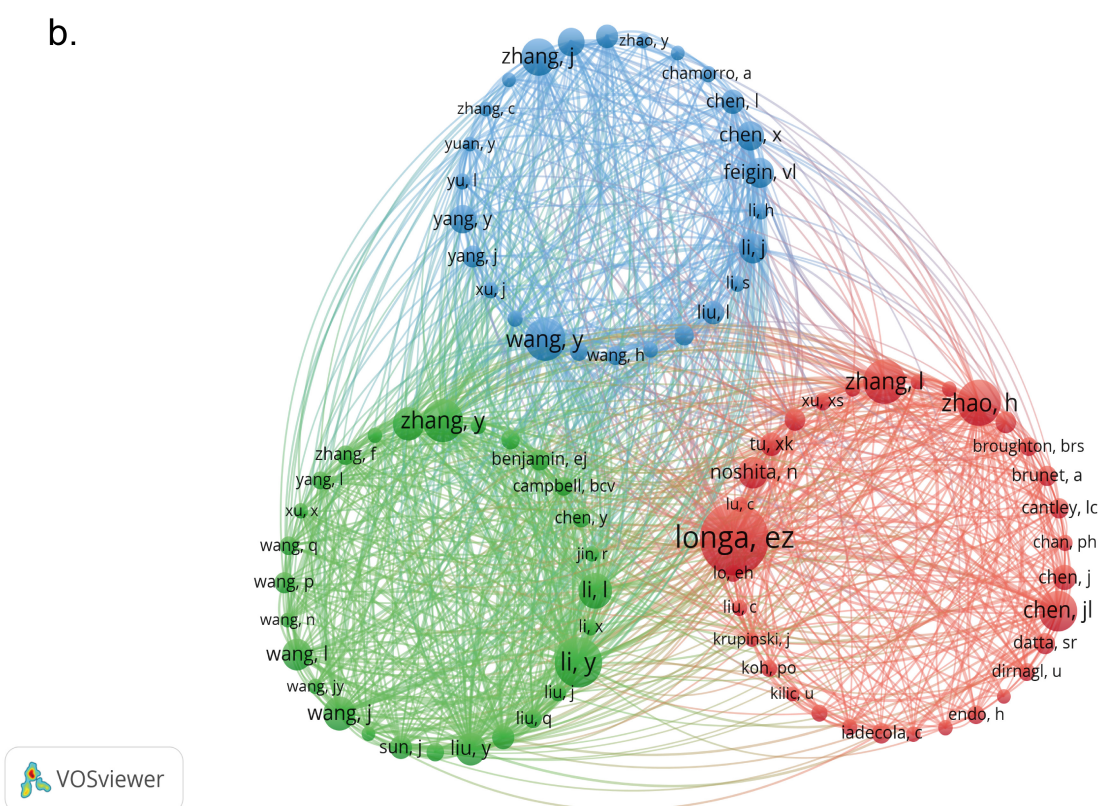 b.
zhao, y
zhang, j
chamorro, a
chen, l
zhang, c
chen, x
yuan, y
feigin, vl
yu, l
li, h
yang, y
li, j
yang, j
li, s
xu, j
liu, l
wang, y
wang, h
zhang, l
xu, xs
zhao, h
zhang, y
tu, xk
broughton, brs
zhang, f
benjamin, ej
noshita, n
brunet, a
yang, l
campbell, bcv
lu, c
cantley, lc
xu, x
chen, y
longa, ez
chan, ph
wang, q
jin, r
lo, eh
chen, j
wang, p
li, l
liu, c
chen, jl
wang, n
li, x
krupinski, j
datta, sr
wang, l
li, y
koh, po
dirnagl, u
wang, jy
liu, j
kilic, u
wang, j
liu, q
endo, h
iadecola, c
sun, j
liu, y
VOSviewer